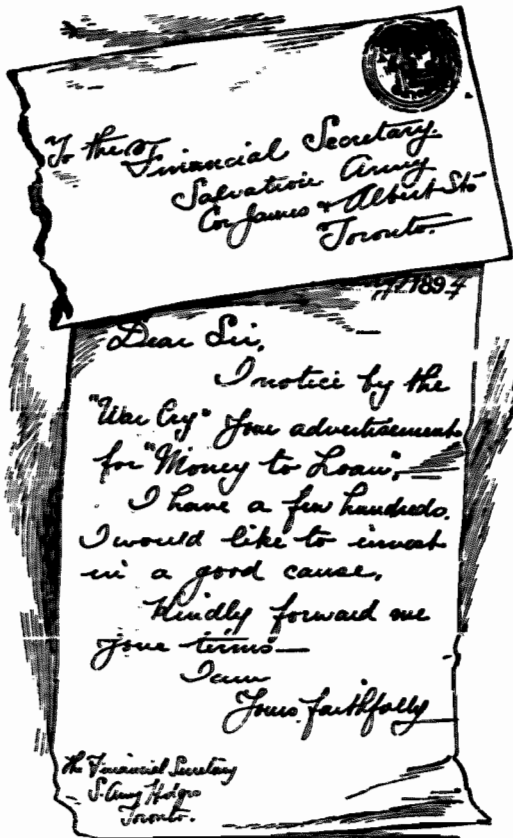 To the Financial Secretary.
Salvation Army
Cor James & Albert Sts
Toronto.
1894
Dear Sir,
I notice by the
"War Cry" your advertisement
for "Money to Loan",
I have a few hundreds.
I would like to invest
in a good cause.
Kindly forward me
your terms—
I am
Yours faithfully
The Financial Secretary
S. Army Hdqrs
Toronto.